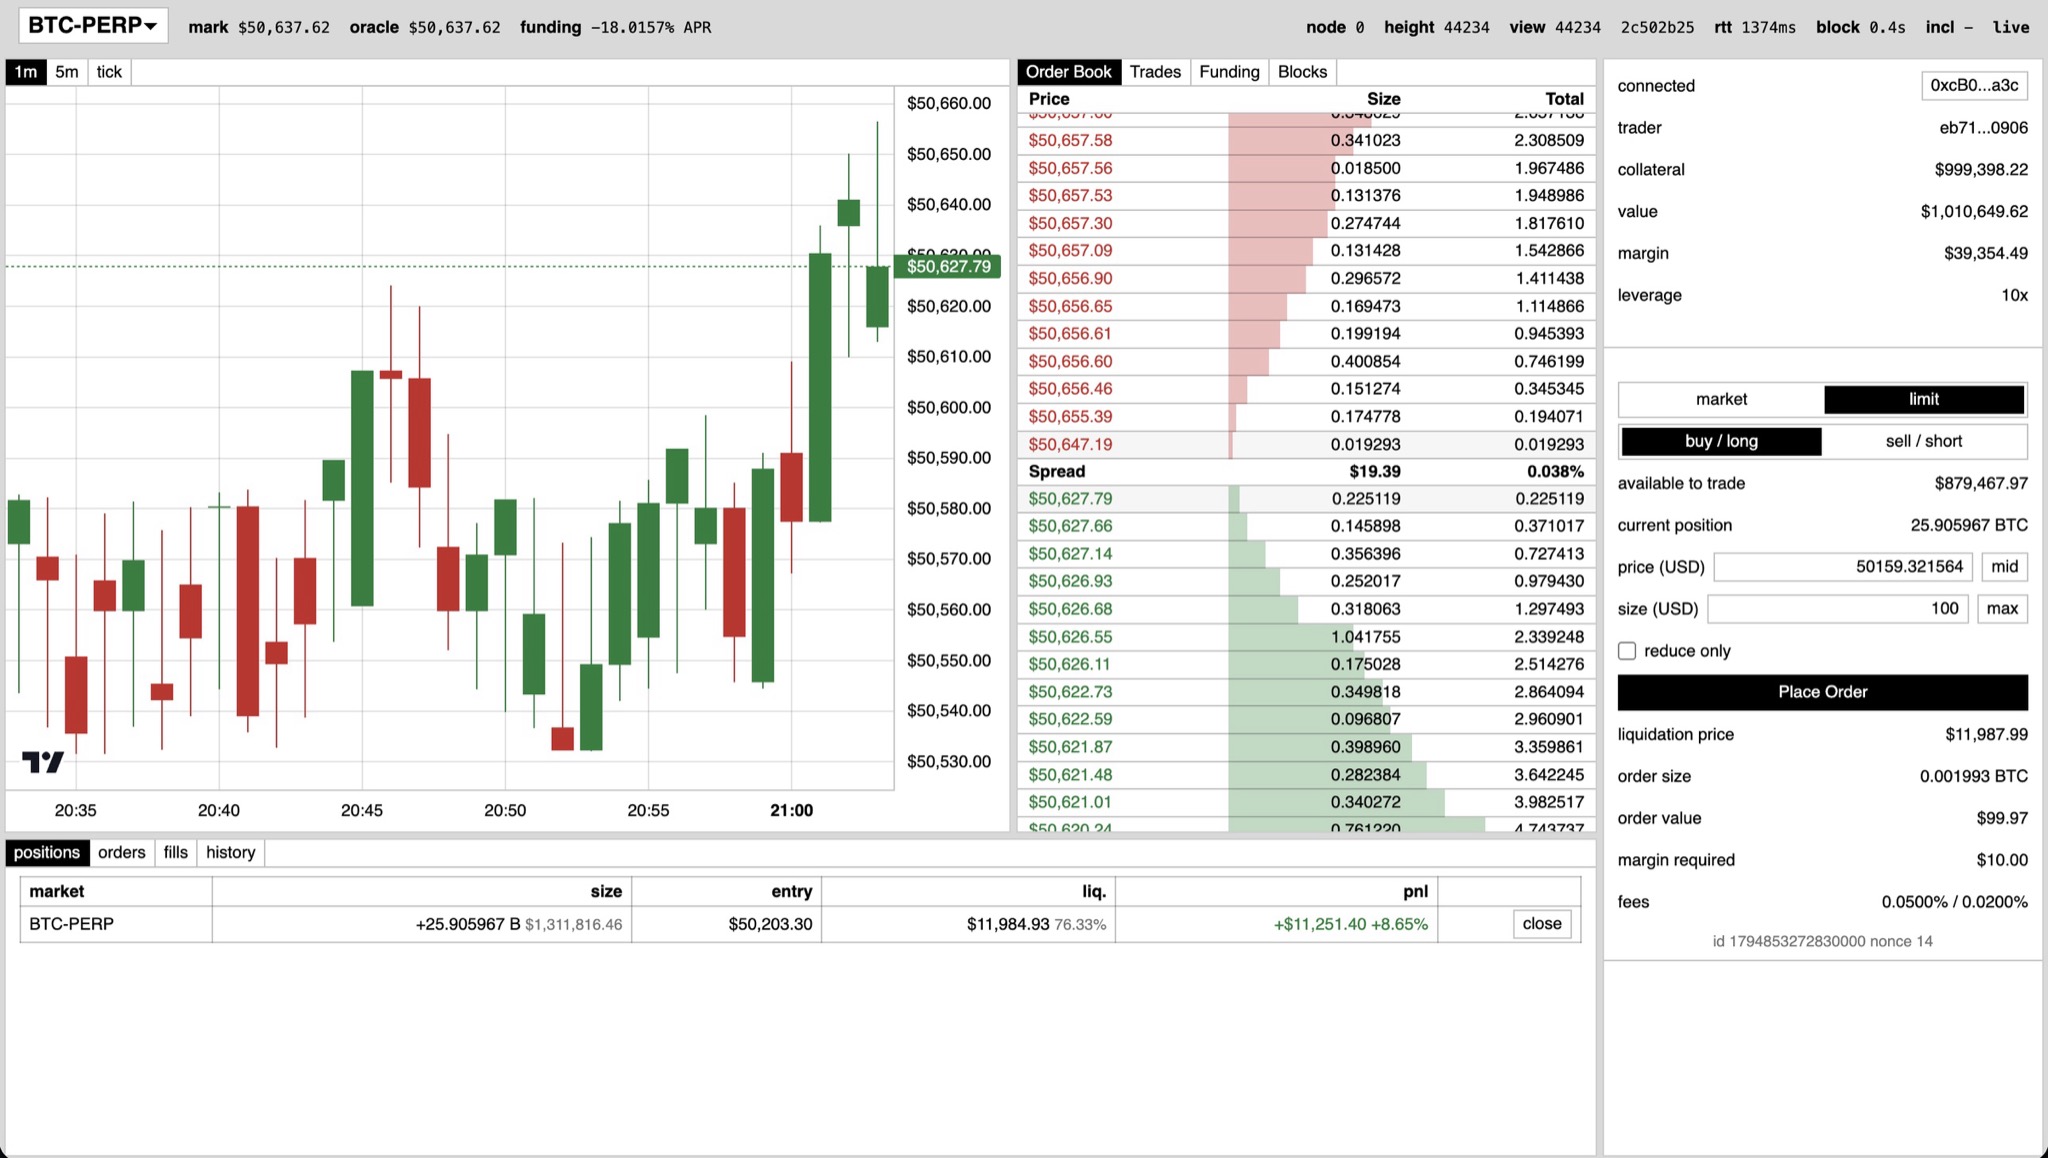 BTC-PERP mark $50,637.62 oracle $50,637.62 funding −18.0157% APR node 0 height 44234 view 44234 2c502b25 rtt 1374ms block 0.4s incl – live
1m 5m tick
$50,660.00
$50,650.00
$50,640.00
$50,630.00
$50,627.79
$50,620.00
$50,610.00
$50,600.00
$50,590.00
$50,580.00
$50,570.00
$50,560.00
$50,550.00
$50,540.00
$50,530.00
20:35 20:40 20:45 20:50 20:55 21:00
Order Book Trades Funding Blocks
Price Size Total
$50,657.58 0.341023 2.308509
$50,657.56 0.018500 1.967486
$50,657.53 0.131376 1.948986
$50,657.30 0.274744 1.817610
$50,657.09 0.131428 1.542866
$50,656.90 0.296572 1.411438
$50,656.65 0.169473 1.114866
$50,656.61 0.199194 0.945393
$50,656.60 0.400854 0.746199
$50,656.46 0.151274 0.345345
$50,655.39 0.174778 0.194071
$50,647.19 0.019293 0.019293
Spread $19.39 0.038%
$50,627.79 0.225119 0.225119
$50,627.66 0.145898 0.371017
$50,627.14 0.356396 0.727413
$50,626.93 0.252017 0.979430
$50,626.68 0.318063 1.297493
$50,626.55 1.041755 2.339248
$50,626.11 0.175028 2.514276
$50,622.73 0.349818 2.864094
$50,622.59 0.096807 2.960901
$50,621.87 0.398960 3.359861
$50,621.48 0.282384 3.642245
$50,621.01 0.340272 3.982517
$50,620.24 0.761220 4.743737
connected 0xcB0...a3c
trader eb71...0906
collateral $999,398.22
value $1,010,649.62
margin $39,354.49
leverage 10x
market limit
buy / long sell / short
available to trade $879,467.97
current position 25.905967 BTC
price (USD) 50159.321564 mid
size (USD) 100 max
reduce only
Place Order
liquidation price $11,987.99
order size 0.001993 BTC
order value $99.97
margin required $10.00
fees 0.0500% / 0.0200%
id 1794853272830000 nonce 14
positions orders fills history
market size entry liq. pnl
BTC-PERP +25.905967 B $1,311,816.46 $50,203.30 $11,984.93 76.33% +$11,251.40 +8.65% close